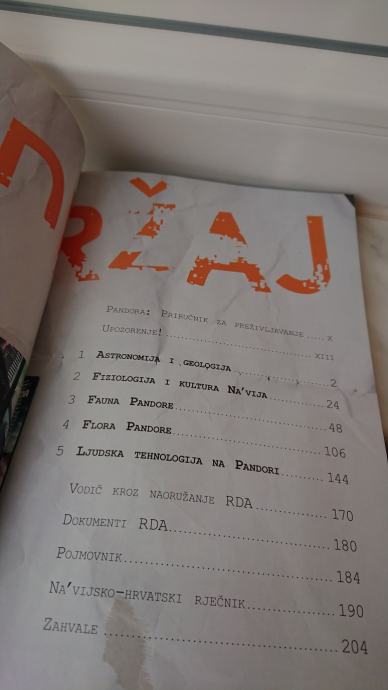 RŽAJ
Pandora: Priručnik za preživljavanje.....x
Upozorenje!.....xiii
1 Astronomija i geologija.....2
2 Fiziologija i kultura Na'vija.....24
3 Fauna Pandore.....48
4 Flora Pandore.....106
5 Ljudska tehnologija na Pandori.....144
Vodič kroz naoružanje RDA.....170
Dokumenti RDA.....180
Pojmovnik.....184
Na'vijsko-hrvatski rječnik.....190
Zahvale.....204